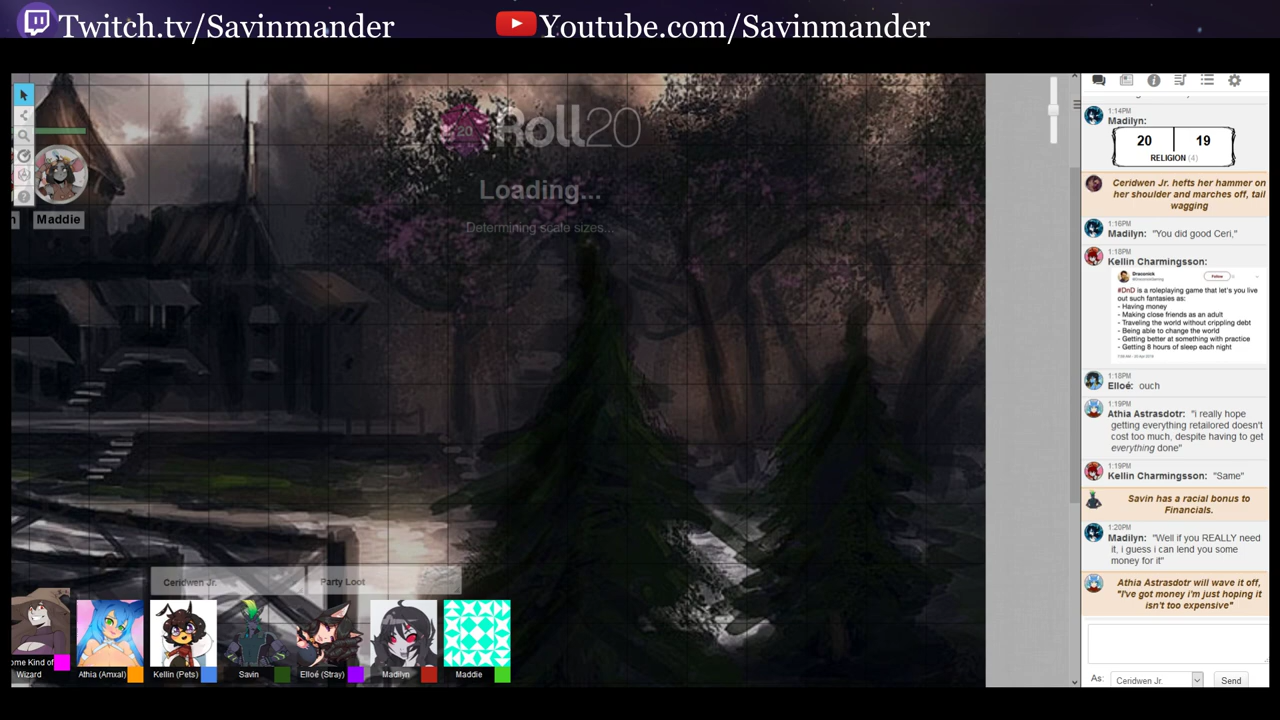 Twitch.tv/Savinmander
Youtube.com/Savinmander
Maddie
20
Roll20
Loading...
Determining scale sizes...
Ceridwen Jr.
Party Loot
ome Kind of
Wizard
Athia (Amxal)
Kellin (Pets)
Savin
Elloé (Stray)
Madilyn
Maddie
1:14PM
Madilyn:
20 19
RELIGION (4)
Ceridwen Jr. hefts her hammer on
her shoulder and marches off, tail
wagging
1:16PM
Madilyn: "You did good Ceri,"
1:18PM
Kellin Charmingsson:
Draconick
Follow
#DnD is a roleplaying game that let's you live
out such fantasies as:
- Having money
- Making close friends as an adult
- Traveling the world without crippling debt
- Being able to change the world
- Getting better at something with practice
- Getting 8 hours of sleep each night
1:18PM
Elloé: ouch
1:19PM
Athia Astrasdotr: "i really hope
getting everything retailored doesn't
cost too much, despite having to get
everything done"
1:19PM
Kellin Charmingsson: "Same"
Savin has a racial bonus to
Financials.
1:20PM
Madilyn: "Well if you REALLY need
it, i guess i can lend you some
money for it"
Athia Astrasdotr will wave it off,
"I've got money i'm just hoping it
isn't too expensive"
As: Ceridwen Jr. Send